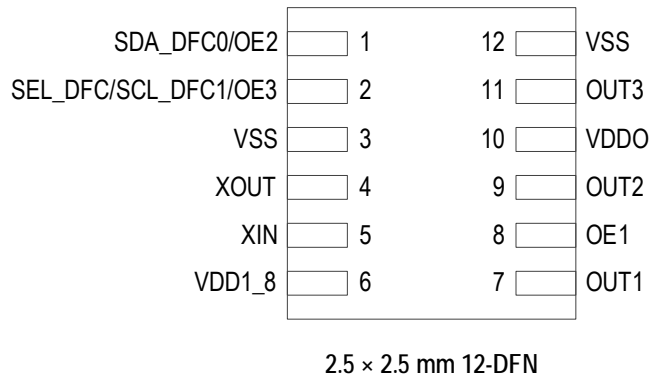 SDA_DFC0/OE2 1 12 VSS
SEL_DFC/SCL_DFC1/OE3 2 11 OUT3
VSS 3 10 VDDO
XOUT 4 9 OUT2
XIN 5 8 OE1
VDD1_8 6 7 OUT1
2.5 × 2.5 mm 12-DFN